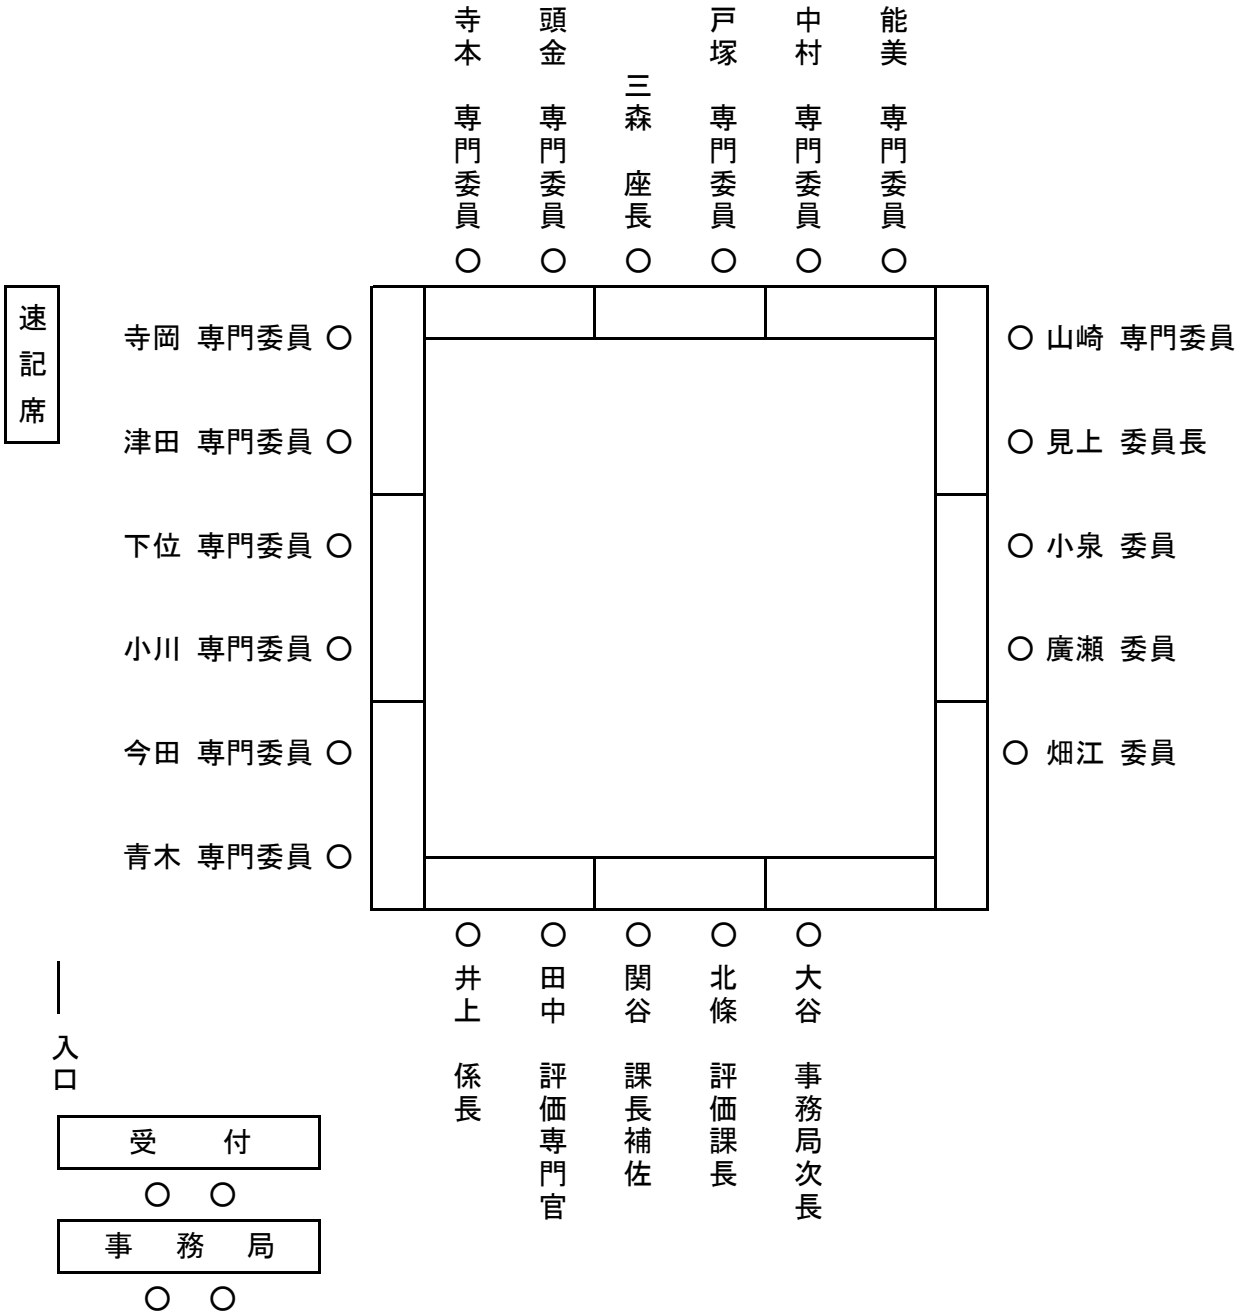 寺本 専門委員
頭金 専門委員
三森 座長
戸塚 専門委員
中村 専門委員
能美 専門委員
速記席
寺岡 専門委員
津田 専門委員
下位 専門委員
小川 専門委員
今田 専門委員
青木 専門委員
山崎 専門委員
見上 委員長
小泉 委員
廣瀬 委員
畑江 委員
井上 係長
田中 評価専門官
関谷 課長補佐
北條 評価課長
大谷 事務局次長
入口
受 付
事 務 局